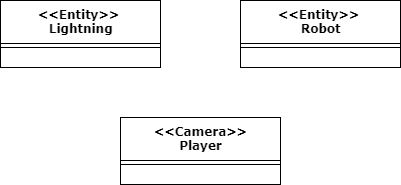 <<Entity>>
Lightning
<<Entity>>
Robot
<<Camera>>
Player